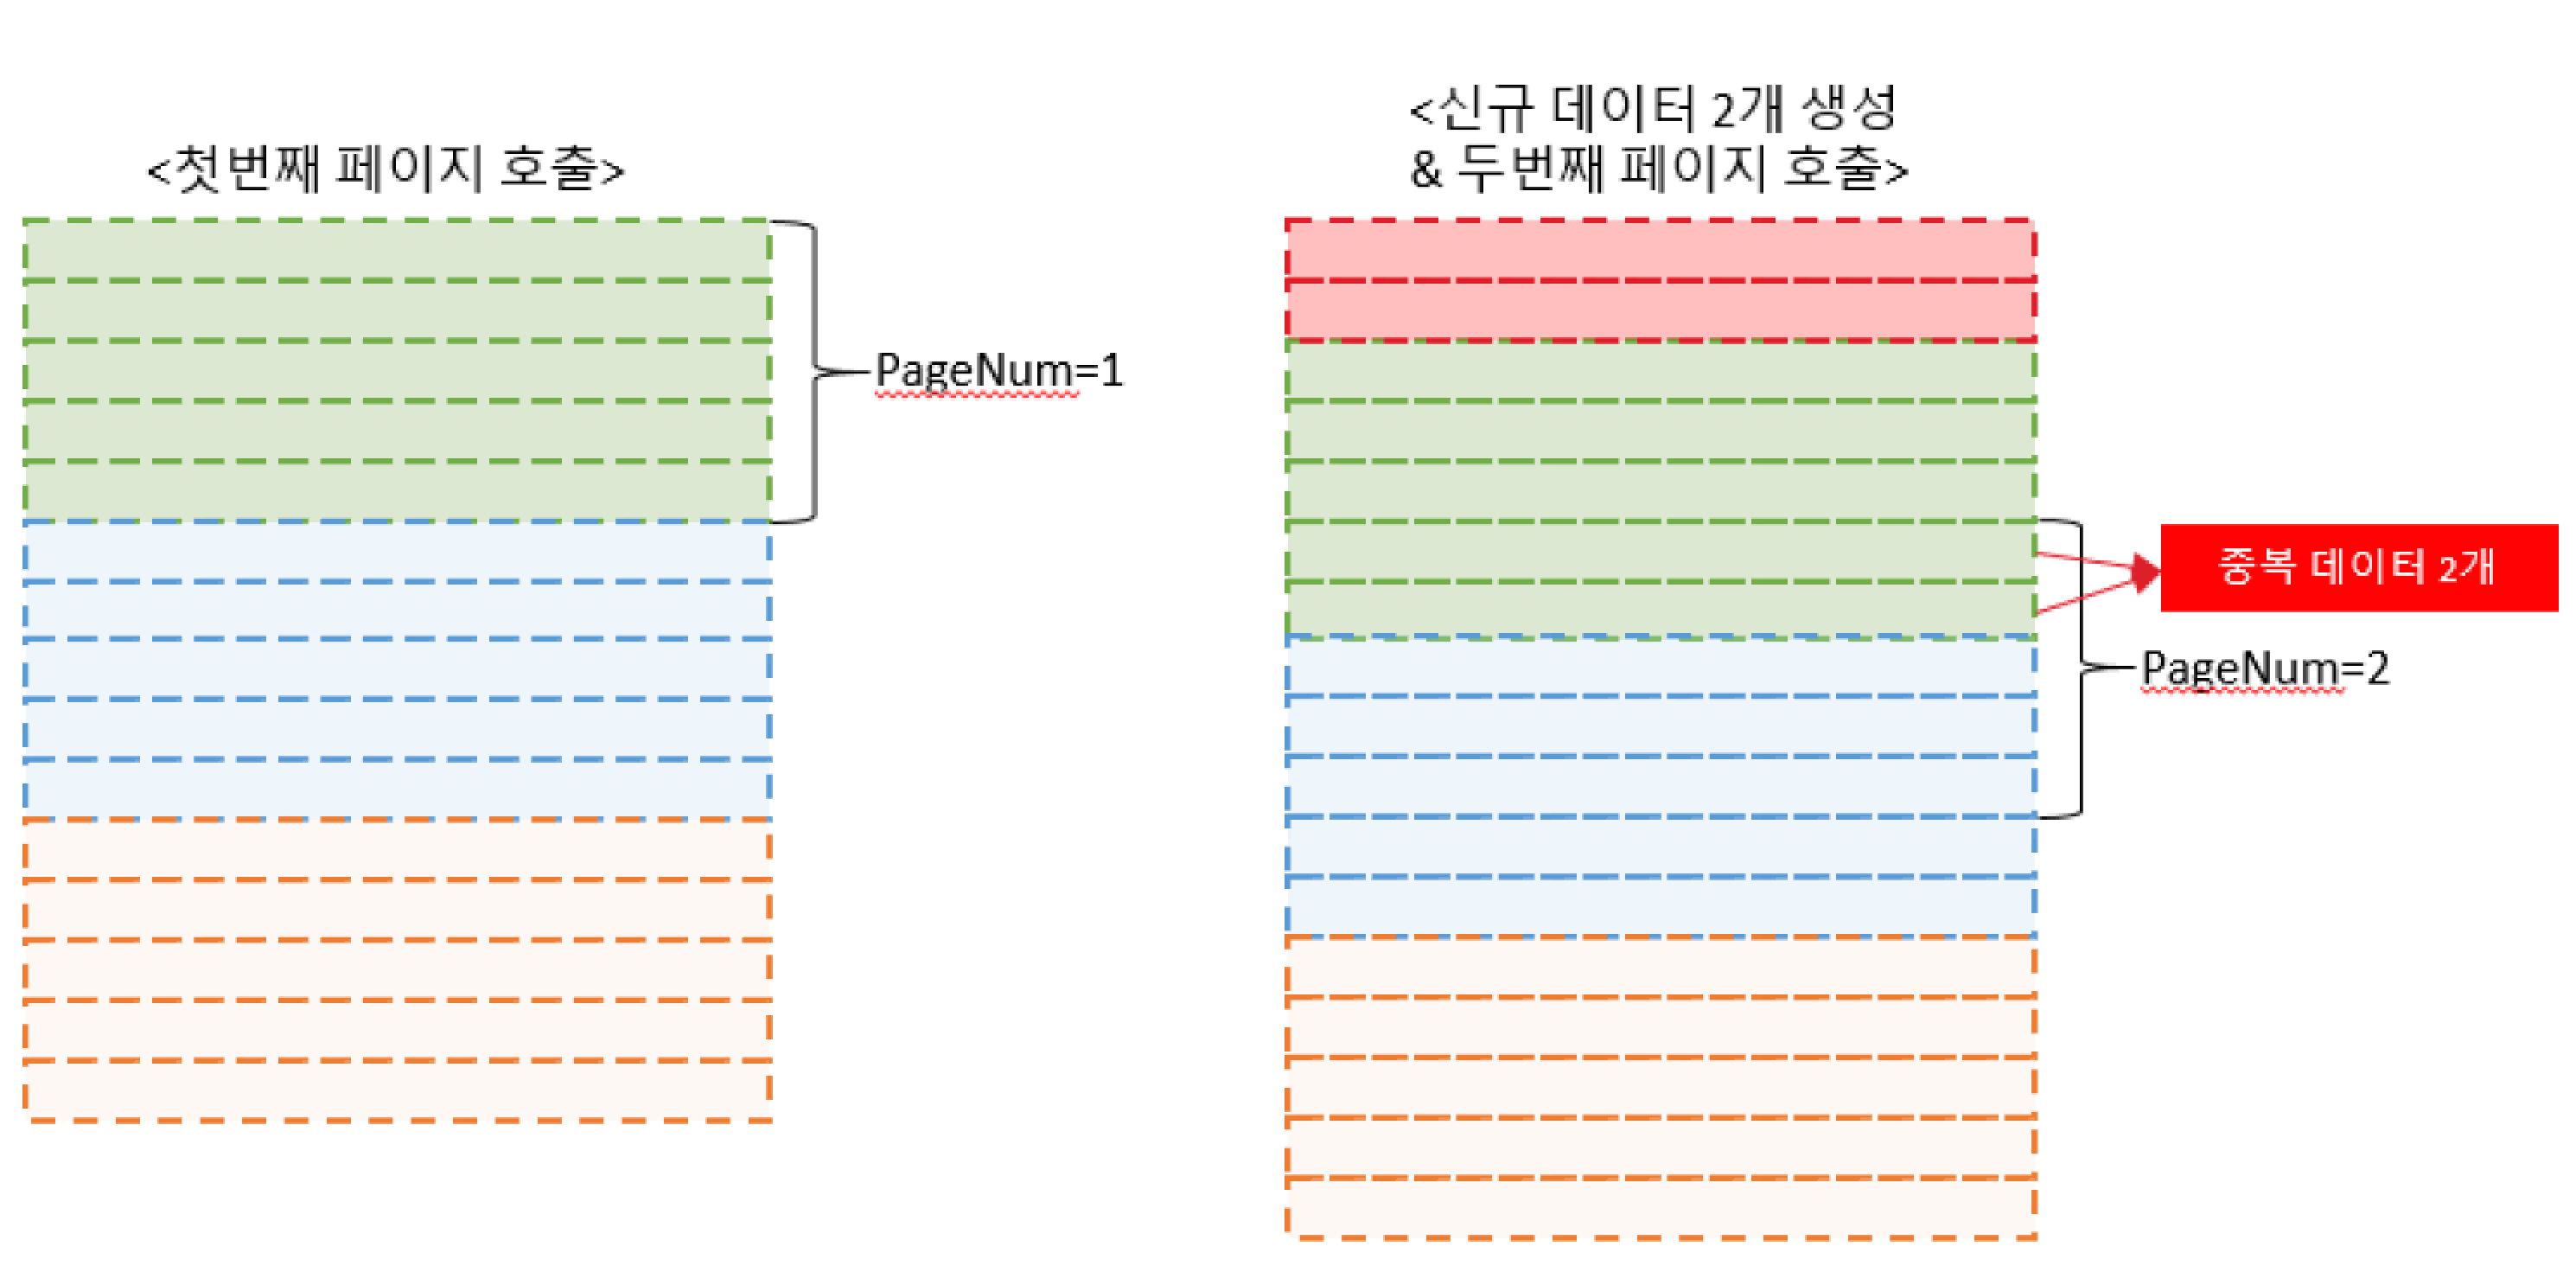 <첫번째 페이지 호출>
PageNum=1
<신규 데이터 2개 생성
& 두번째 페이지 호출>
중복 데이터 2개
PageNum=2